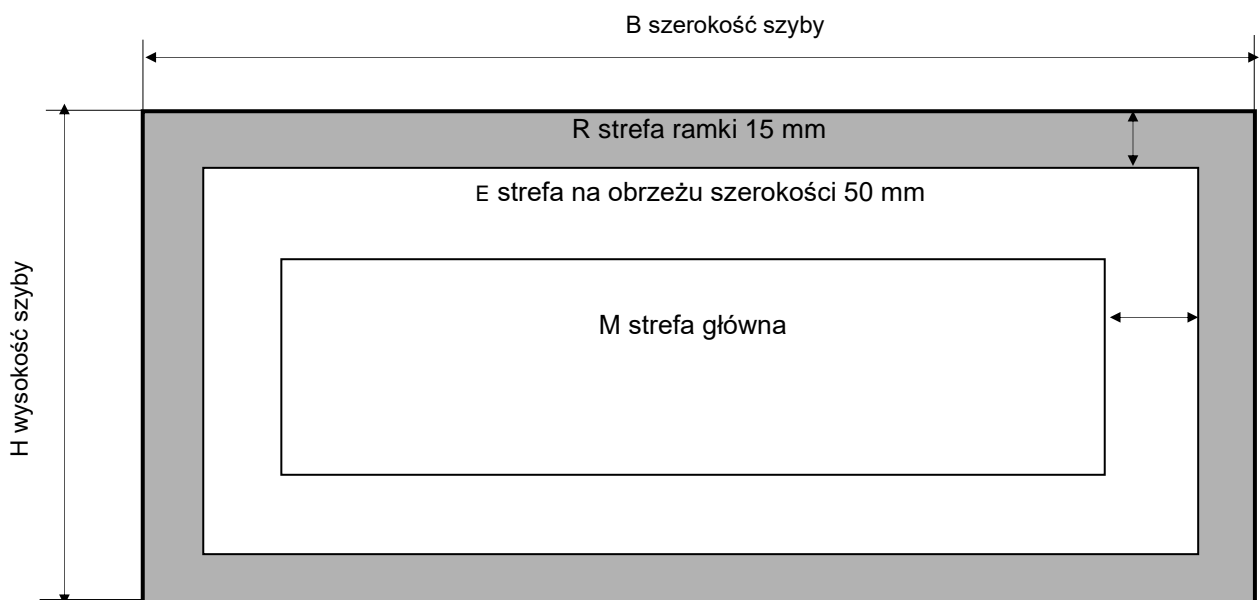 B szerokość szyby
R strefa ramki 15 mm
E strefa na obrzeżu szerokości 50 mm
M strefa główna
H wysokość szyby